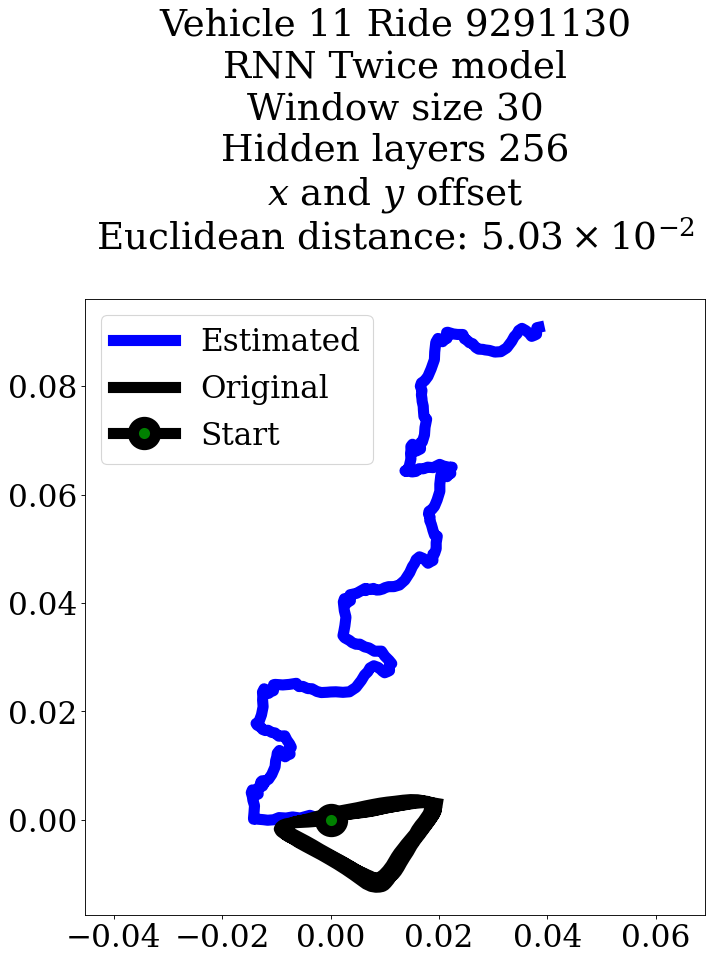 Vehicle 11 Ride 9291130
RNN Twice model
Window size 30
Hidden layers 256
x and y offset
Euclidean distance: 5.03 × 10⁻²
Estimated
Original
Start
0.08
0.06
0.04
0.02
0.00
−0.04 −0.02 0.00 0.02 0.04 0.06